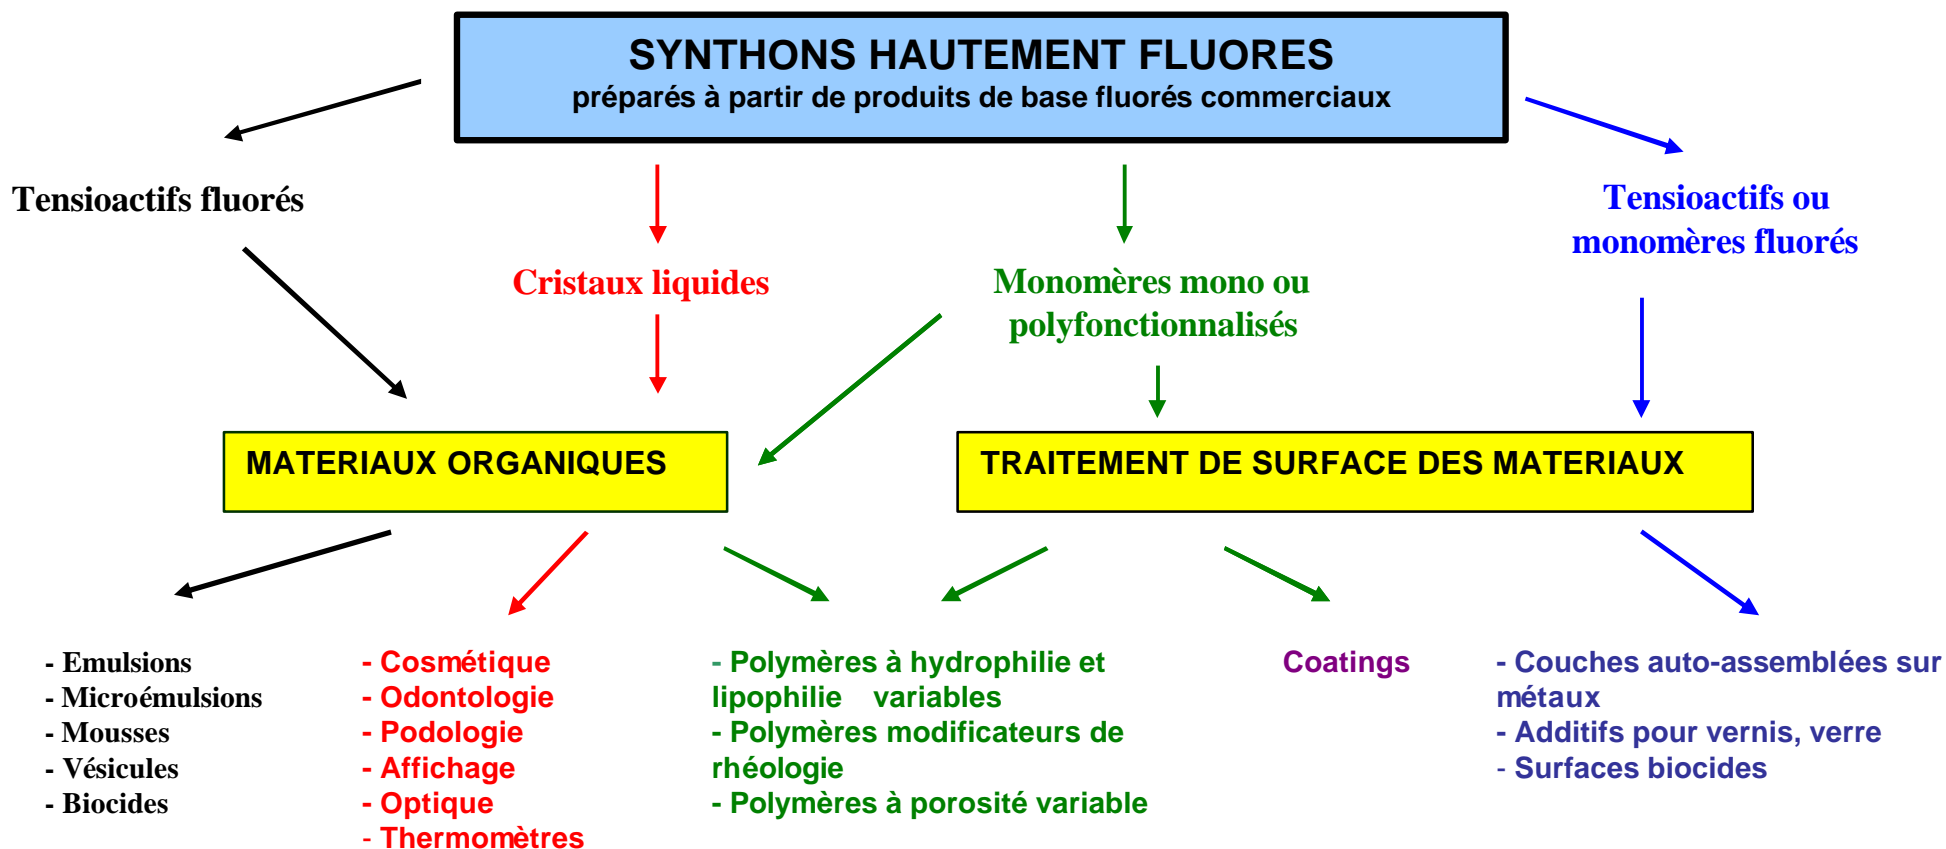 SYNTHONS HAUTEMENT FLUORES
préparés à partir de produits de base fluorés commerciaux
Tensioactifs fluorés
Cristaux liquides
Monomères mono ou
polyfonctionnalisés
Tensioactifs ou
monomères fluorés
MATERIAUX ORGANIQUES
TRAITEMENT DE SURFACE DES MATERIAUX
- Emulsions
- Microémulsions
- Mousses
- Vésicules
- Biocides
- Cosmétique
- Odontologie
- Podologie
- Affichage
- Optique
- Thermomètres
- Polymères à hydrophilie et
lipophilie variables
- Polymères modificateurs de
rhéologie
- Polymères à porosité variable
Coatings
- Couches auto-assemblées sur
métaux
- Additifs pour vernis, verre
- Surfaces biocides